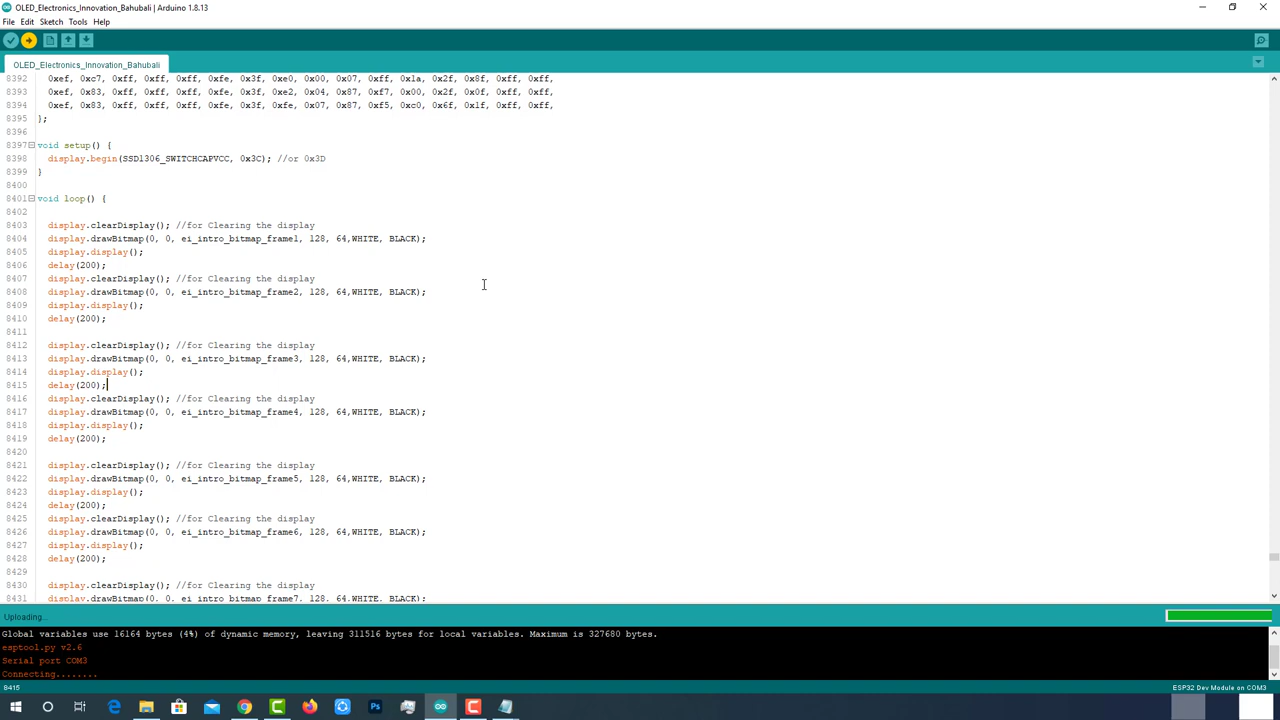 OLED_Electronics_Innovation_Bahubali | Arduino 1.8.13
File Edit Sketch Tools Help
OLED_Electronics_Innovation_Bahubali
8392 0xef, 0xc7, 0xff, 0xff, 0xff, 0xfe, 0x3f, 0xe0, 0x00, 0x07, 0xff, 0x1a, 0x2f, 0x8f, 0xff, 0xff,
8393 0xef, 0x83, 0xff, 0xff, 0xff, 0xfe, 0x3f, 0xe2, 0x04, 0x87, 0xf7, 0x00, 0x2f, 0x0f, 0xff, 0xff,
8394 0xef, 0x83, 0xff, 0xff, 0xff, 0xfe, 0x3f, 0xfe, 0x07, 0x87, 0xf5, 0xc0, 0x6f, 0x1f, 0xff, 0xff,
8395 };
8396
8397 void setup() {
8398 display.begin(SSD1306_SWITCHCAPVCC, 0x3C); //or 0x3D
8399 }
8400
8401 void loop() {
8402
8403 display.clearDisplay(); //for Clearing the display
8404 display.drawBitmap(0, 0, ei_intro_bitmap_frame1, 128, 64,WHITE, BLACK);
8405 display.display();
8406 delay(200);
8407 display.clearDisplay(); //for Clearing the display
8408 display.drawBitmap(0, 0, ei_intro_bitmap_frame2, 128, 64,WHITE, BLACK);
8409 display.display();
8410 delay(200);
8411
8412 display.clearDisplay(); //for Clearing the display
8413 display.drawBitmap(0, 0, ei_intro_bitmap_frame3, 128, 64,WHITE, BLACK);
8414 display.display();
8415 delay(200);
8416 display.clearDisplay(); //for Clearing the display
8417 display.drawBitmap(0, 0, ei_intro_bitmap_frame4, 128, 64,WHITE, BLACK);
8418 display.display();
8419 delay(200);
8420
8421 display.clearDisplay(); //for Clearing the display
8422 display.drawBitmap(0, 0, ei_intro_bitmap_frame5, 128, 64,WHITE, BLACK);
8423 display.display();
8424 delay(200);
8425 display.clearDisplay(); //for Clearing the display
8426 display.drawBitmap(0, 0, ei_intro_bitmap_frame6, 128, 64,WHITE, BLACK);
8427 display.display();
8428 delay(200);
8429
8430 display.clearDisplay(); //for Clearing the display
8431 display.drawBitmap(0, 0, ei_intro_bitmap_frame7, 128, 64,WHITE, BLACK);
Uploading...
Global variables use 16164 bytes (4%) of dynamic memory, leaving 311516 bytes for local variables. Maximum is 327680 bytes.
esptool.py v2.6
Serial port COM3
Connecting........
8415 ESP32 Dev Module on COM3